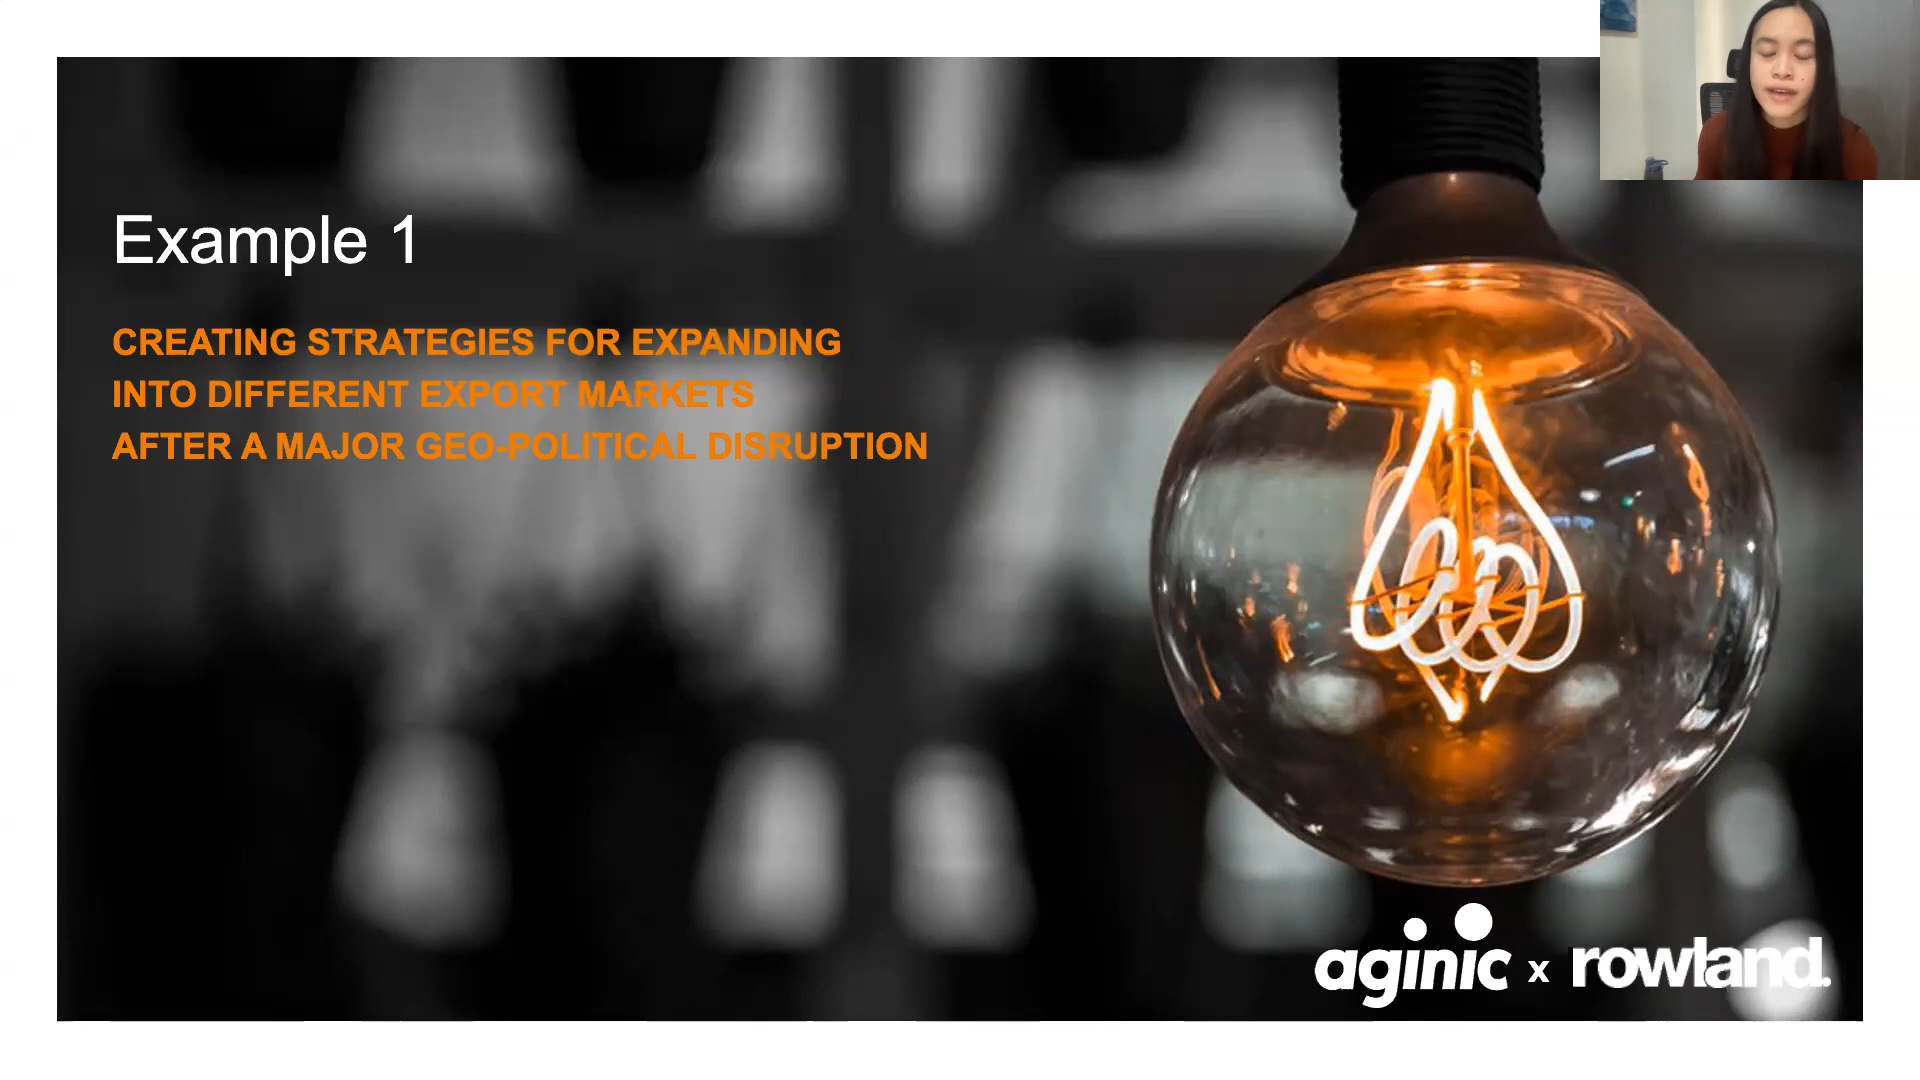 Example 1
CREATING STRATEGIES FOR EXPANDING
INTO DIFFERENT EXPORT MARKETS
AFTER A MAJOR GEO-POLITICAL DISRUPTION
aginic x rowland.